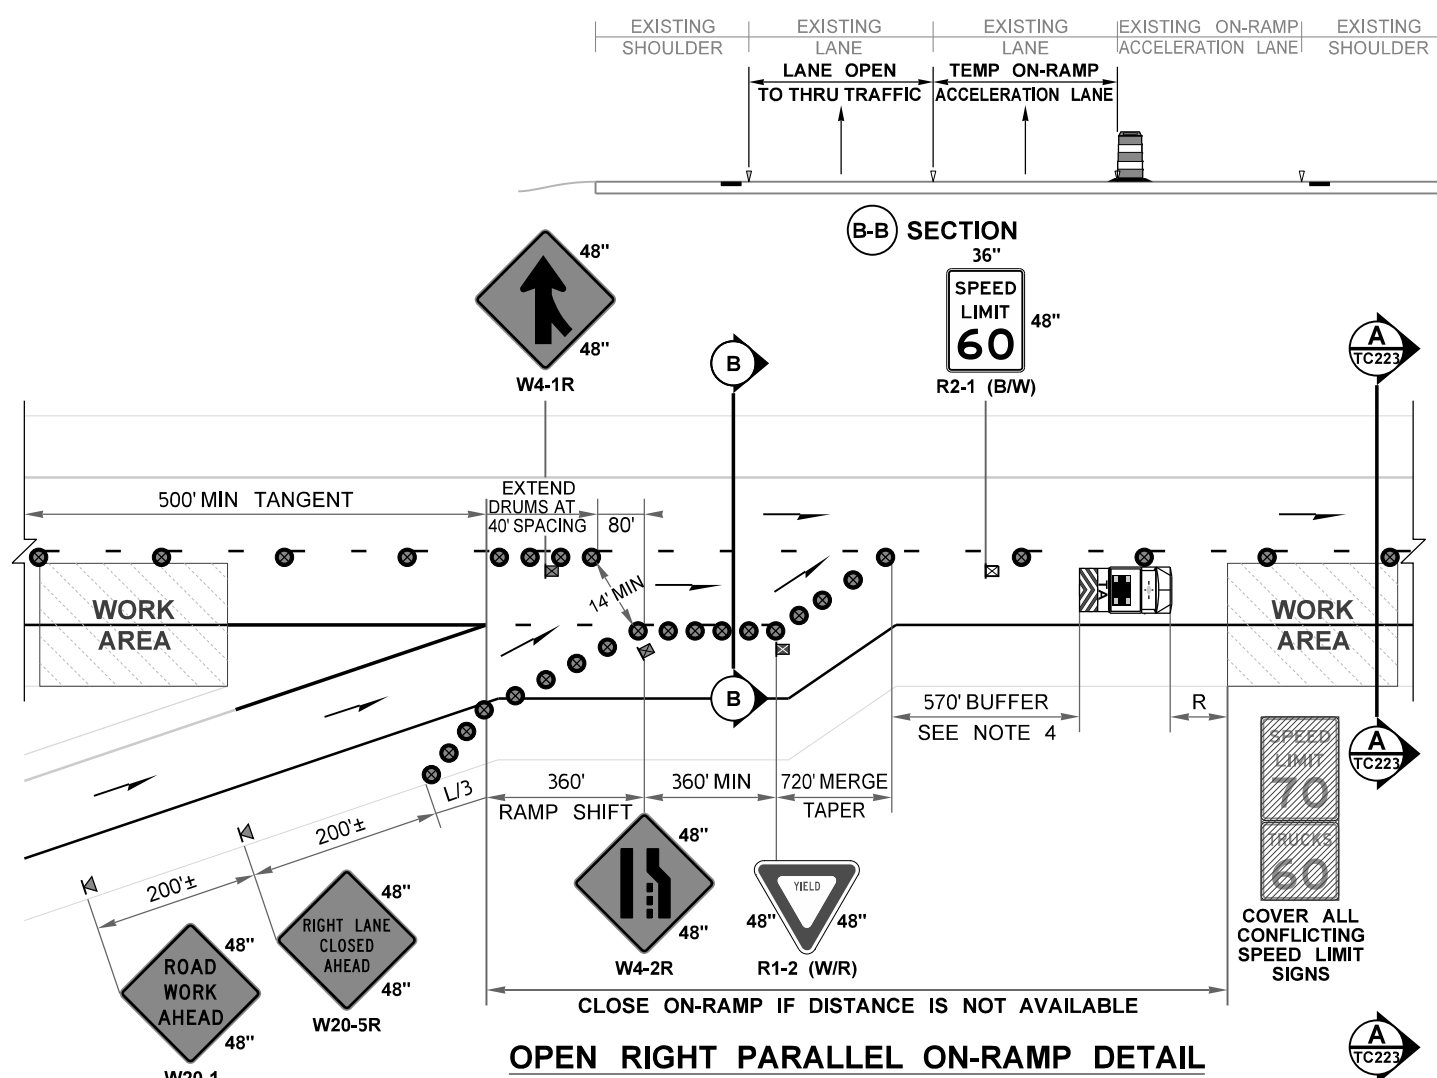 EXISTING
SHOULDER
EXISTING
LANE
EXISTING
LANE
EXISTING ON-RAMP
ACCELERATION LANE
EXISTING
SHOULDER
LANE OPEN
TO THRU TRAFFIC
TEMP ON-RAMP
ACCELERATION LANE
B-B SECTION
48"
48"
W4-1R
36"
SPEED
LIMIT
60
48"
R2-1 (B/W)
B
A
TC223
500' MIN TANGENT
EXTEND
DRUMS AT
40' SPACING
80'
14' MIN
WORK
AREA
WORK
AREA
B
570' BUFFER
SEE NOTE 4
R
A
TC223
L/3
360'
RAMP SHIFT
360' MIN
720' MERGE
TAPER
200'±
200'±
SPEED
LIMIT
70
TRUCKS
60
COVER ALL
CONFLICTING
SPEED LIMIT
SIGNS
48"
48"
W4-2R
YIELD
48"
48"
R1-2 (W/R)
RIGHT LANE
CLOSED
AHEAD
48"
48"
W20-5R
ROAD
WORK
AHEAD
48"
48"
W20-1
CLOSE ON-RAMP IF DISTANCE IS NOT AVAILABLE
OPEN RIGHT PARALLEL ON-RAMP DETAIL
A
TC223